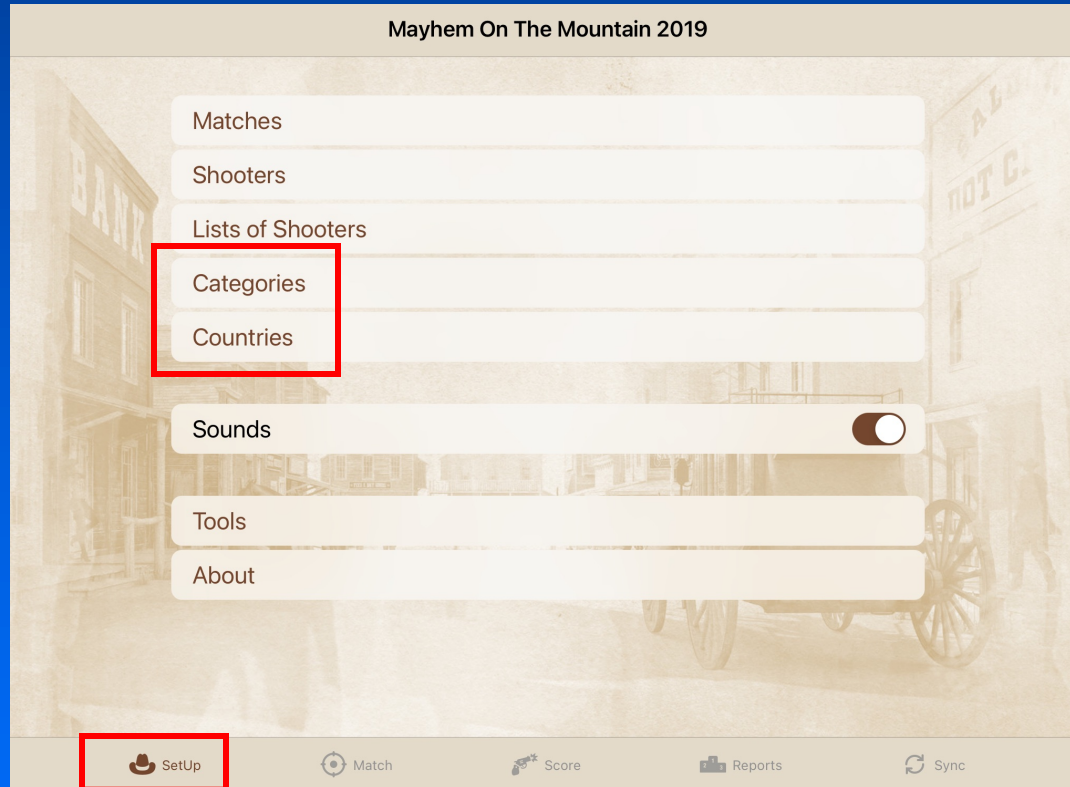 Mayhem On The Mountain 2019
Matches
Shooters
Lists of Shooters
Categories
Countries
Sounds
Tools
About
BANK
SetUp
Match
Score
Reports
Sync